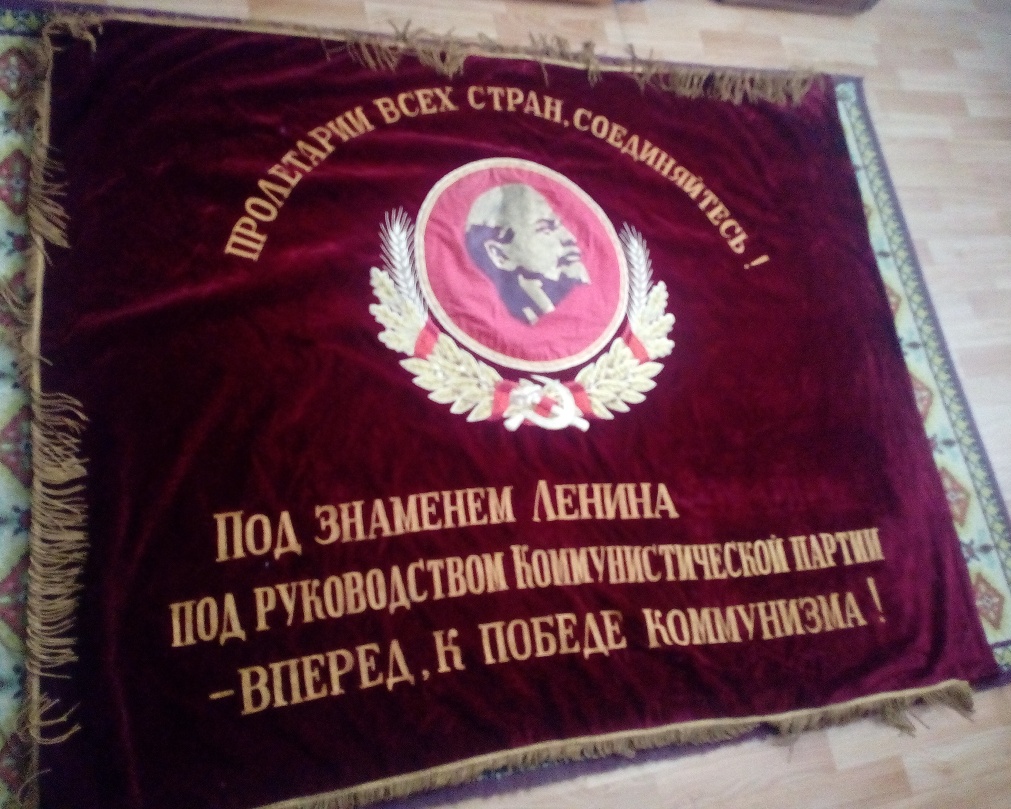 ПРОЛЕТАРИИ ВСЕХ СТРАН, СОЕДИНЯЙТЕСЬ!
ПОД ЗНАМЕНЕМ ЛЕНИНА
ПОД РУКОВОДСТВОМ КОММУНИСТИЧЕСКОЙ ПАРТИИ
– ВПЕРЕД, К ПОБЕДЕ КОММУНИЗМА!